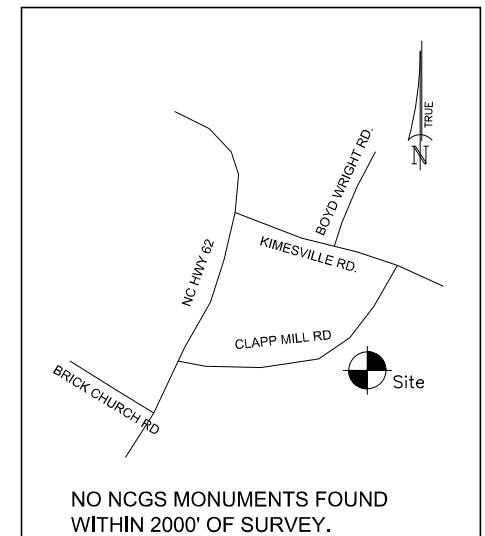 TRUE
N
BOYD WRIGHT RD.
KIMESVILLE RD.
NC HWY 62
CLAPP MILL RD
Site
BRICK CHURCH RD
NO NCGS MONUMENTS FOUND
WITHIN 2000' OF SURVEY.